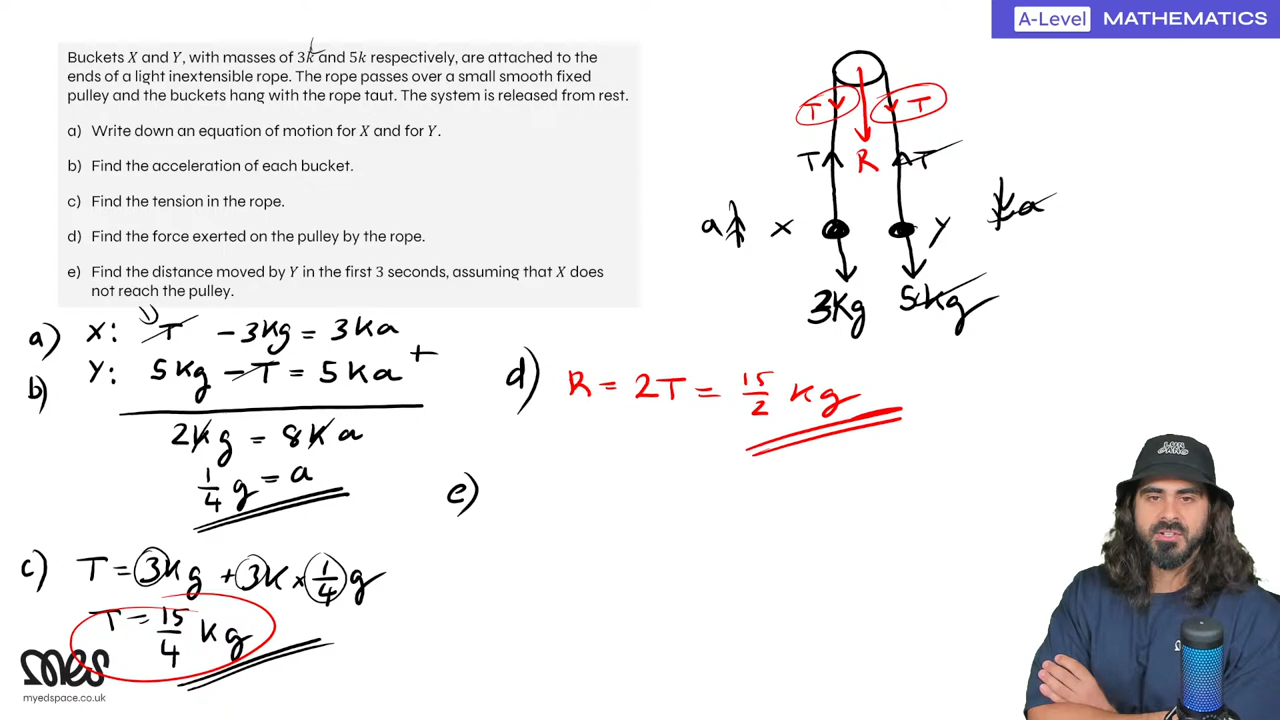 A-Level MATHEMATICS
Buckets X and Y, with masses of 3k and 5k respectively, are attached to the
ends of a light inextensible rope. The rope passes over a small smooth fixed
pulley and the buckets hang with the rope taut. The system is released from rest.
a) Write down an equation of motion for X and for Y.
b) Find the acceleration of each bucket.
c) Find the tension in the rope.
d) Find the force exerted on the pulley by the rope.
e) Find the distance moved by Y in the first 3 seconds, assuming that X does
not reach the pulley.
T T
T R T
a X Y a
3kg 5kg
a) X: T - 3kg = 3ka
b) Y: 5kg - T = 5ka +
2kg = 8ka
1/4 g = a
c) T = 3kg + 3k × 1/4 g
T = 15/4 kg
d) R = 2T = 15/2 kg
e)
mes
myedspace.co.uk